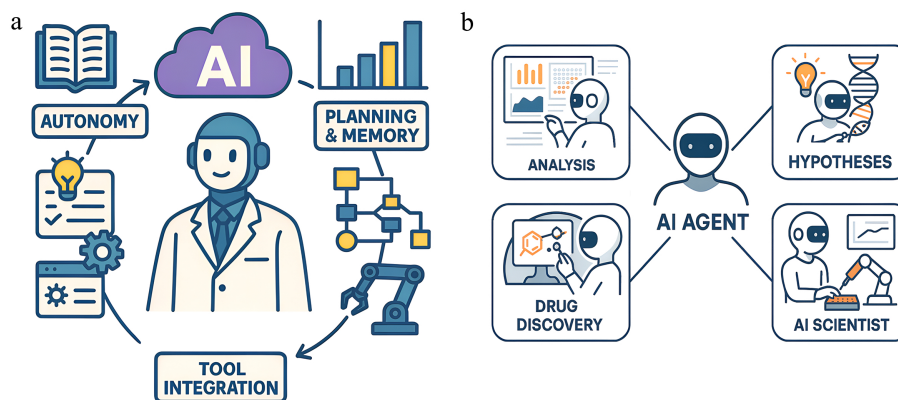 a
AI
AUTONOMY
PLANNING
& MEMORY
TOOL
INTEGRATION
b
ANALYSIS
HYPOTHESES
AI AGENT
DRUG
DISCOVERY
AI SCIENTIST